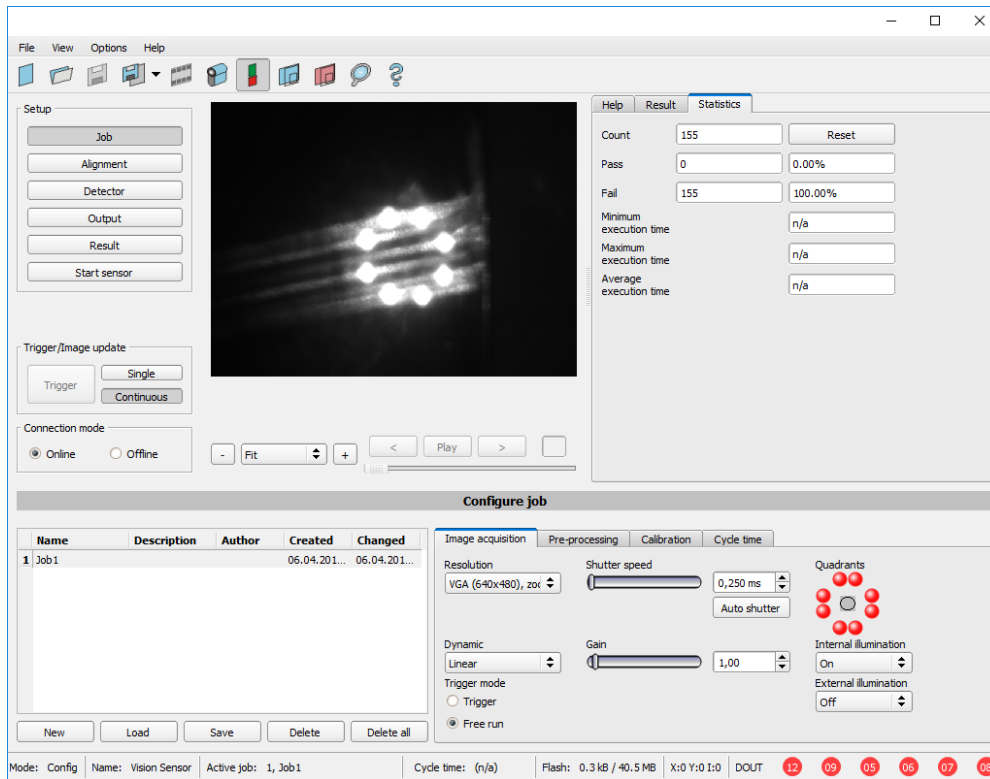 File View Options Help
Setup
Job
Alignment
Detector
Output
Result
Start sensor
Trigger/Image update
Trigger
Single
Continuous
Connection mode
Online Offline
- Fit + < Play >
Help Result Statistics
Count 155 Reset
Pass 0 0.00%
Fail 155 100.00%
Minimum
execution time n/a
Maximum
execution time n/a
Average
execution time n/a
Configure job
Name Description Author Created Changed
1 Job1 06.04.201... 06.04.201...
New Load Save Delete Delete all
Image acquisition Pre-processing Calibration Cycle time
Resolution Shutter speed Quadrants
VGA (640x480), zoo 0,250 ms
Auto shutter
Dynamic Gain Internal illumination
Linear 1,00 On
Trigger mode External illumination
Trigger Off
Free run
Mode: Config Name: Vision Sensor Active job: 1, Job1 Cycle time: (n/a) Flash: 0.3 kB / 40.5 MB X:0 Y:0 I:0 DOUT 12 09 05 06 07 08